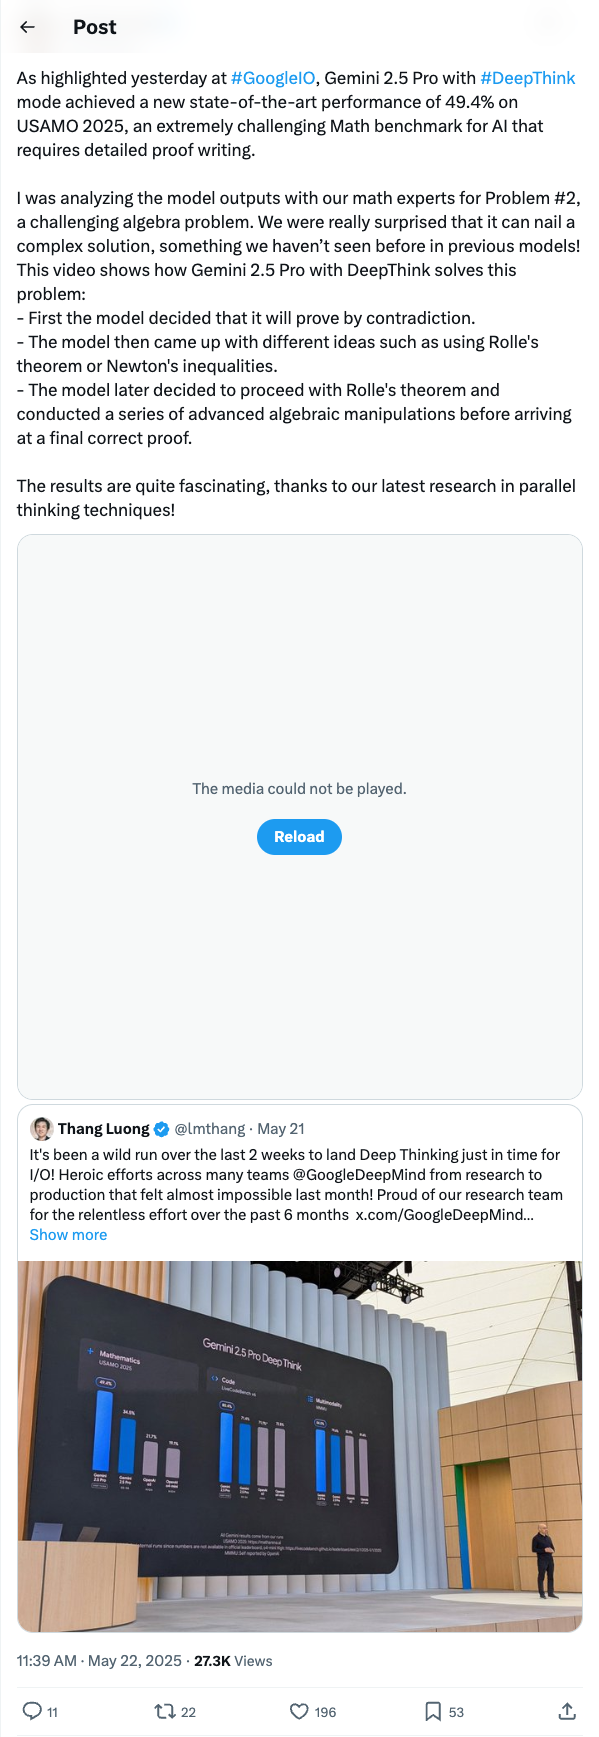 Post
As highlighted yesterday at #GoogleIO, Gemini 2.5 Pro with #DeepThink
mode achieved a new state-of-the-art performance of 49.4% on
USAMO 2025, an extremely challenging Math benchmark for AI that
requires detailed proof writing.
I was analyzing the model outputs with our math experts for Problem #2,
a challenging algebra problem. We were really surprised that it can nail a
complex solution, something we haven’t seen before in previous models!
This video shows how Gemini 2.5 Pro with DeepThink solves this
problem:
- First the model decided that it will prove by contradiction.
- The model then came up with different ideas such as using Rolle's
theorem or Newton's inequalities.
- The model later decided to proceed with Rolle's theorem and
conducted a series of advanced algebraic manipulations before arriving
at a final correct proof.
The results are quite fascinating, thanks to our latest research in parallel
thinking techniques!
The media could not be played.
Reload
Thang Luong @lmthang · May 21
It's been a wild run over the last 2 weeks to land Deep Thinking just in time for
I/O! Heroic efforts across many teams @GoogleDeepMind from research to
production that felt almost impossible last month! Proud of our research team
for the relentless effort over the past 6 months x.com/GoogleDeepMind...
Show more
Gemini 2.5 Pro Deep Think
Mathematics
USAMO 2025
49.4%
34.5%
21.7%
19.1%
Code
LiveCodeBench v6
80.4%
Multimodality
MMMU
11:39 AM · May 22, 2025 · 27.3K Views
11
22
196
53